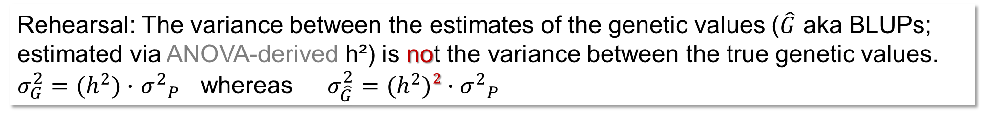 Rehearsal: The variance between the estimates of the genetic values (Ĝ aka BLUPs;
estimated via ANOVA-derived h²) is not the variance between the true genetic values.
σ²_G = (h²) · σ²_P whereas σ²_Ĝ = (h²)² · σ²_P